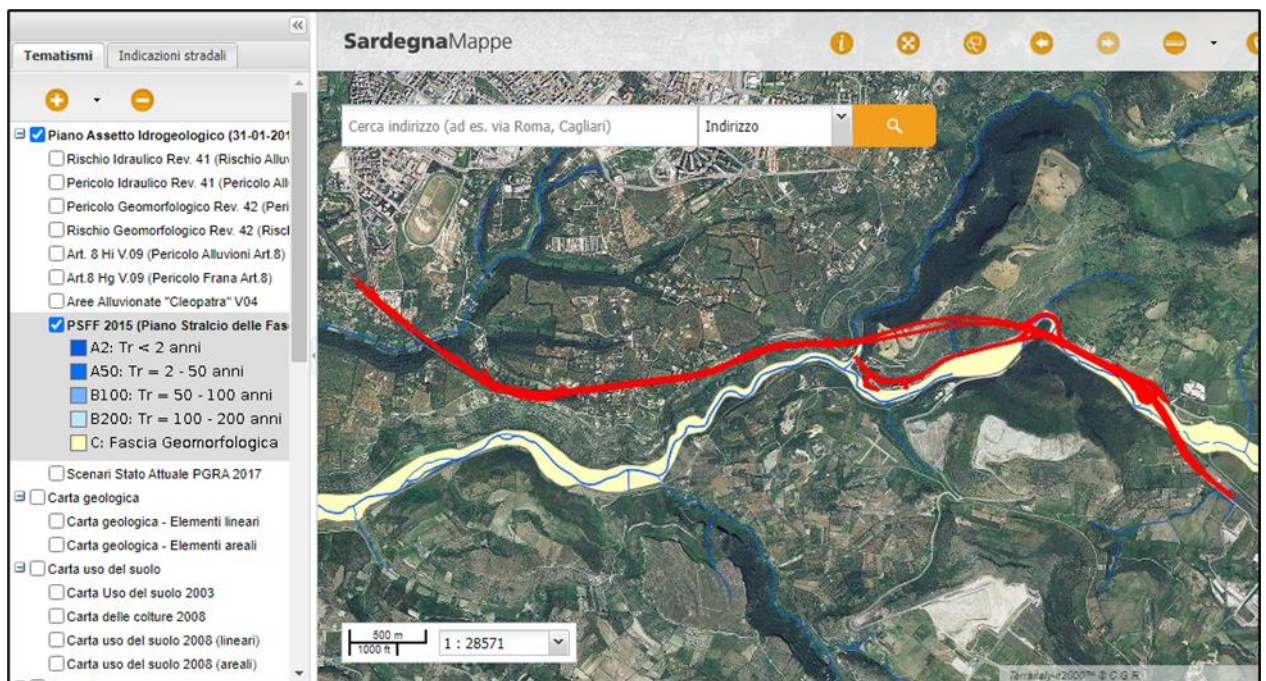 SardegnaMappe
Tematismi
Indicazioni stradali
Cerca indirizzo (ad es. via Roma, Cagliari)
Indirizzo
Piano Assetto Idrogeologico (31-01-201
Rischio Idraulico Rev. 41 (Rischio Alluv
Pericolo Idraulico Rev. 41 (Pericolo All
Pericolo Geomorfologico Rev. 42 (Peri
Rischio Geomorfologico Rev. 42 (Risch
Art. 8 Hi V.09 (Pericolo Alluvioni Art.8)
Art.8 Hg V.09 (Pericolo Frana Art.8)
Aree Alluvionate "Cleopatra" V04
PSFF 2015 (Piano Stralcio delle Fas
A2: Tr < 2 anni
A50: Tr = 2 - 50 anni
B100: Tr = 50 - 100 anni
B200: Tr = 100 - 200 anni
C: Fascia Geomorfologica
Scenari Stato Attuale PGRA 2017
Carta geologica
Carta geologica - Elementi lineari
Carta geologica - Elementi areali
Carta uso del suolo
Carta Uso del suolo 2003
Carta delle colture 2008
Carta uso del suolo 2008 (lineari)
Carta uso del suolo 2008 (areali)
500 m
1000 ft
1 : 28571